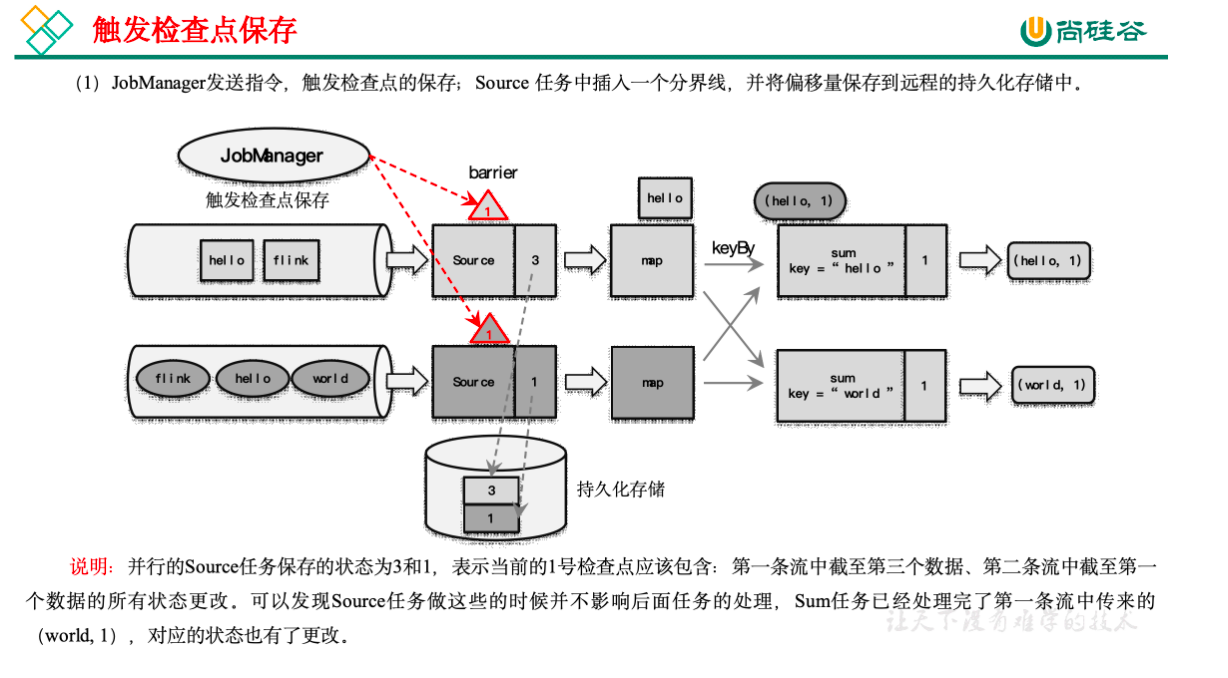 触发检查点保存
尚硅谷
（1）JobManager发送指令，触发检查点的保存；Source 任务中插入一个分界线，并将偏移量保存到远程的持久化存储中。
JobManager
触发检查点保存
barrier
1
hello
(hello, 1)
hello
flink
Source
3
map
keyBy
sum
key = “ hello ”
1
(hello, 1)
1
flink
hello
world
Source
1
map
sum
key = “ world ”
1
(world, 1)
3
1
持久化存储
说明：并行的Source任务保存的状态为3和1，表示当前的1号检查点应该包含：第一条流中截至第三个数据、第二条流中截至第一
个数据的所有状态更改。可以发现Source任务做这些的时候并不影响后面任务的处理，Sum任务已经处理完了第一条流中传来的
（world, 1），对应的状态也有了更改。
让天下没有难学的技术